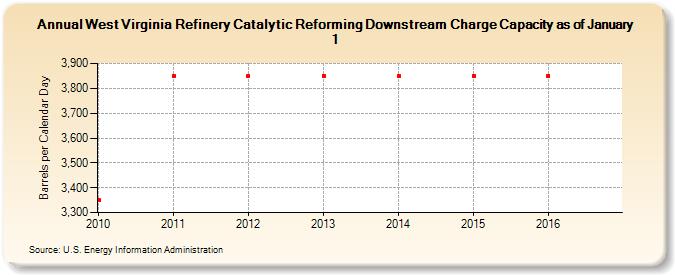 Annual West Virginia Refinery Catalytic Reforming Downstream Charge Capacity as of January
1
Barrels per Calendar Day
3,900
3,800
3,700
3,600
3,500
3,400
3,300
2010 2011 2012 2013 2014 2015 2016
Source: U.S. Energy Information Administration